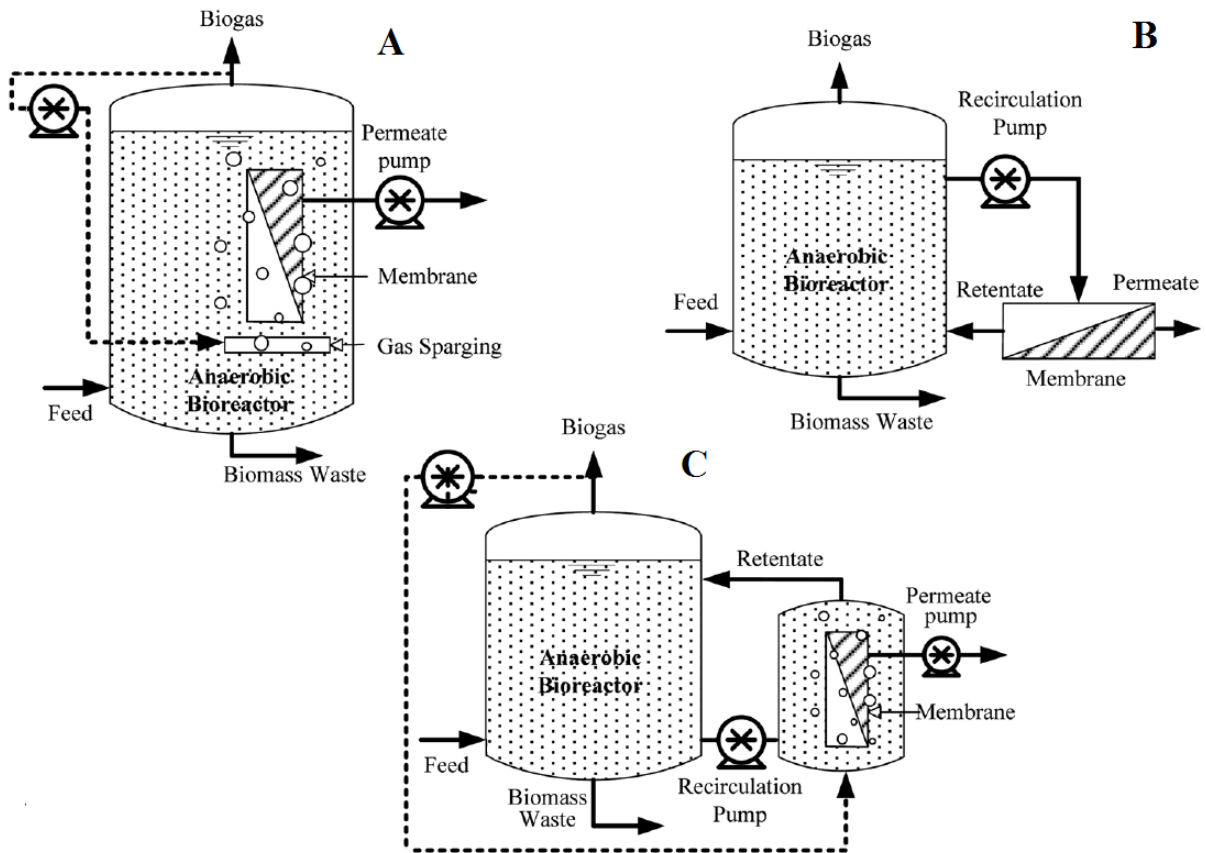 Biogas
A
Permeate
pump
Membrane
Gas Sparging
Anaerobic
Bioreactor
Feed
Biomass Waste
B
Biogas
Recirculation
Pump
Anaerobic
Bioreactor
Feed
Retentate
Permeate
Membrane
Biomass Waste
C
Biogas
Retentate
Permeate
pump
Anaerobic
Bioreactor
Membrane
Feed
Recirculation
Pump
Biomass
Waste